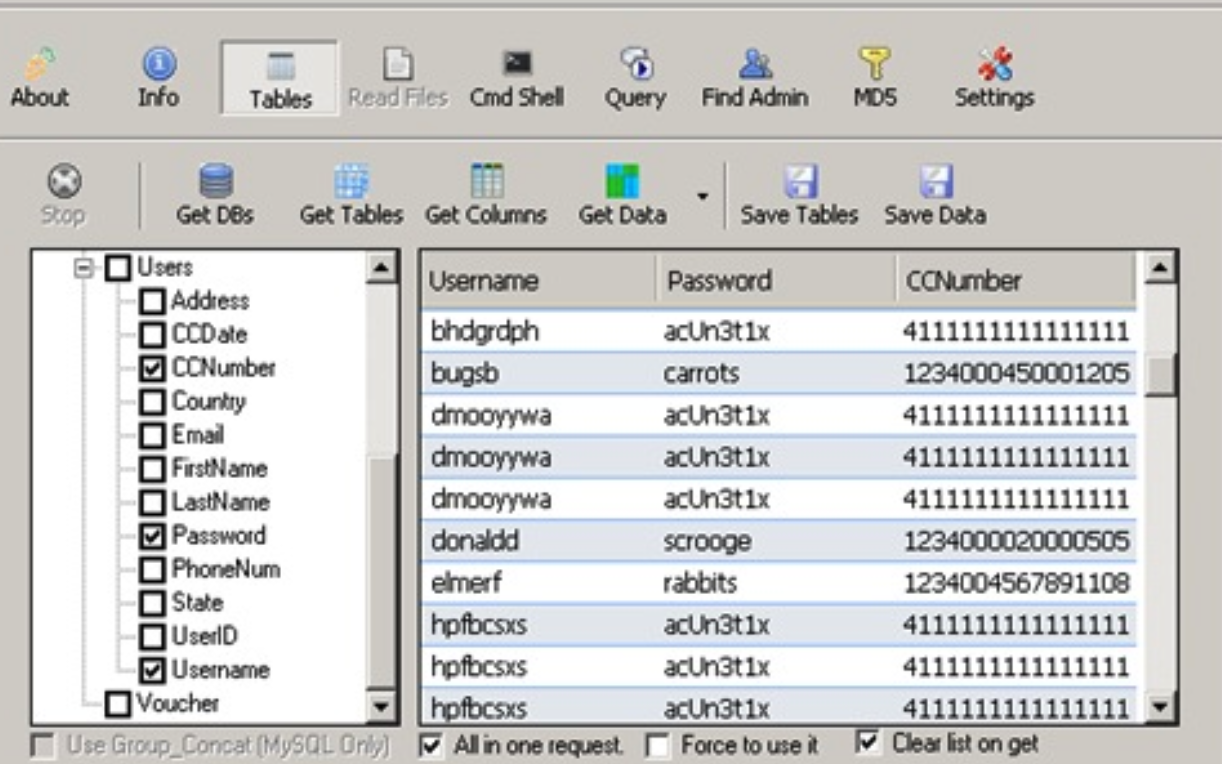 About Info Tables Read Files Cmd Shell Query Find Admin MD5 Settings
Stop Get DBs Get Tables Get Columns Get Data Save Tables Save Data
Users
Address
CCDate
CCNumber
Country
Email
FirstName
LastName
Password
PhoneNum
State
UserID
Username
Voucher
Username Password CCNumber
bhdgrdph acUn3t1x 4111111111111111
bugsb carrots 1234000450001205
dmooyywa acUn3t1x 4111111111111111
dmooyywa acUn3t1x 4111111111111111
dmooyywa acUn3t1x 4111111111111111
donaldd scrooge 1234000020000505
elmerf rabbits 1234004567891108
hpfbcsxs acUn3t1x 4111111111111111
hpfbcsxs acUn3t1x 4111111111111111
hpfbcsxs acUn3t1x 4111111111111111
Use Group_Concat (MySQL Only) All in one request. Force to use it Clear list on get